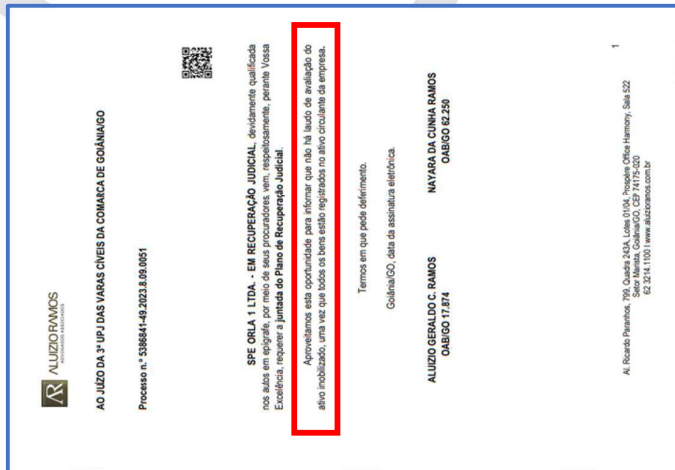 AR ALUIZIO RAMOS
ADVOGADOS ASSOCIADOS
AO JUÍZO DA 3ª UPJ DAS VARAS CÍVEIS DA COMARCA DE GOIÂNIA/GO
Processo n.º 5386841-49.2023.8.09.0051
SPE ORLA 1 LTDA. - EM RECUPERAÇÃO JUDICIAL, devidamente qualificada
nos autos em epígrafe, por meio de seus procuradores, vem, respeitosamente, perante Vossa
Excelência, requerer a juntada do Plano de Recuperação Judicial.
Aproveitamos esta oportunidade para informar que não há laudo de avaliação do
ativo imobilizado, uma vez que todos os bens estão registrados no ativo circulante da empresa.
Termos em que pede deferimento.
Goiânia/GO, data da assinatura eletrônica.
ALUIZIO GERALDO C. RAMOS
OAB/GO 17.874
NAYARA DA CUNHA RAMOS
OAB/GO 62.250
Al. Ricardo Paranhos, 799, Quadra 243A, Lotes 01/04, Prospère Office Harmony, Sala 522
Setor Marista, Goiânia/GO, CEP 74175-020
62 3214.1100 | www.aluizioramos.com.br
1